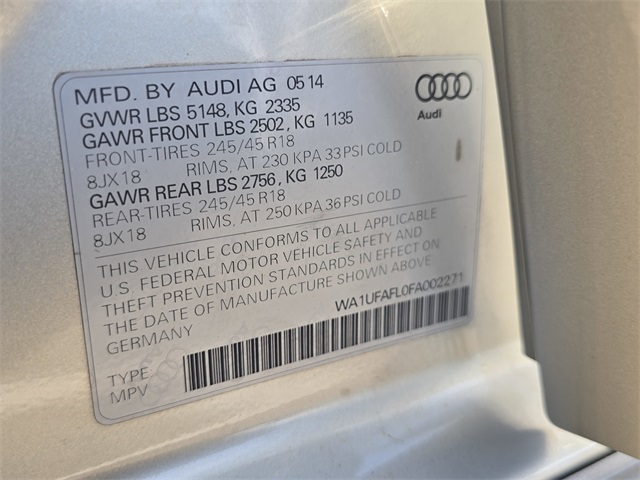 MFD. BY AUDI AG 05 14
GVWR LBS 5148, KG 2335
GAWR FRONT LBS 2502, KG 1135
FRONT-TIRES 245/45 R18
8JX18 RIMS, AT 230 KPA 33 PSI COLD
GAWR REAR LBS 2756, KG 1250
REAR-TIRES 245/45 R18
8JX18 RIMS, AT 250 KPA 36 PSI COLD
Audi
THIS VEHICLE CONFORMS TO ALL APPLICABLE
U.S. FEDERAL MOTOR VEHICLE SAFETY AND
THEFT PREVENTION STANDARDS IN EFFECT ON
THE DATE OF MANUFACTURE SHOWN ABOVE
GERMANY
WA1UFAFL0FA002271
TYPE
MPV